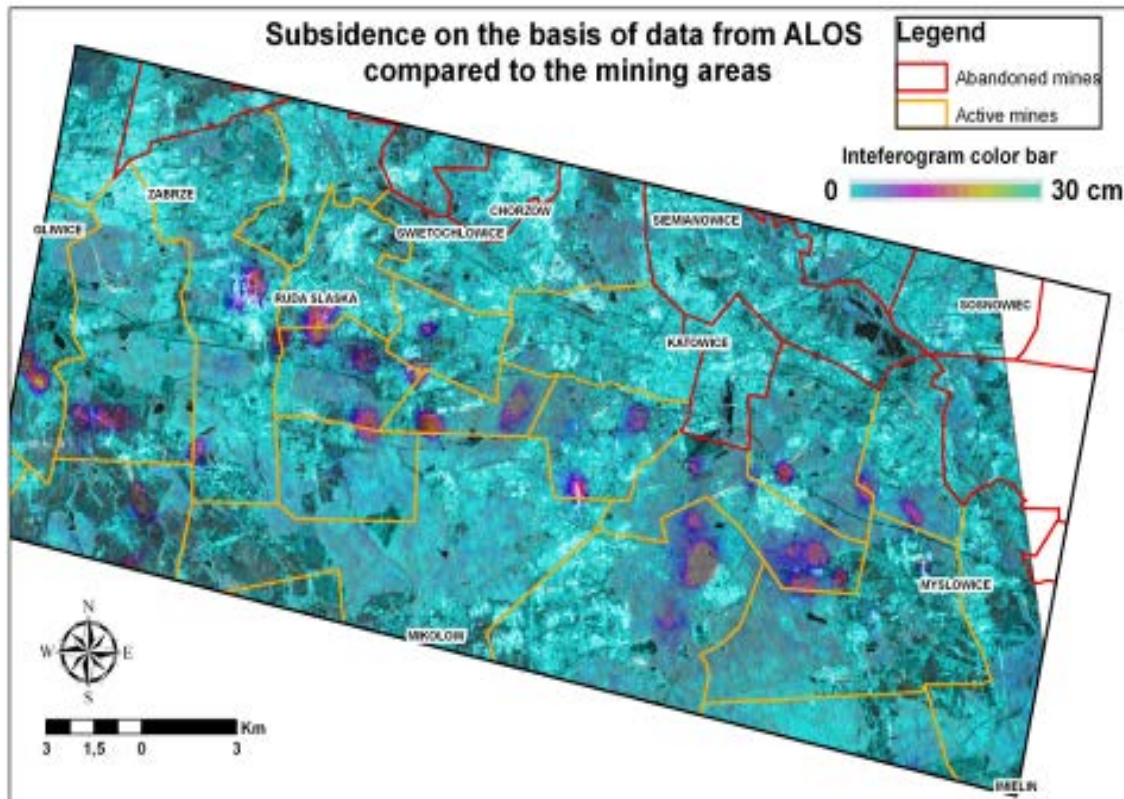 Subsidence on the basis of data from ALOS
compared to the mining areas
Legend
Abandoned mines
Active mines
Inteferogram color bar
0 30 cm
ZABRZE
GLIWICE
CHORZOW
SWIETOCHLOWICE
SIEMIANOWICE
RUDA SLASKA
SOSNOWIEC
KATOWICE
MYSLOWICE
MIKOLOW
IMIELIN
N
W E
S
Km
3 1,5 0 3